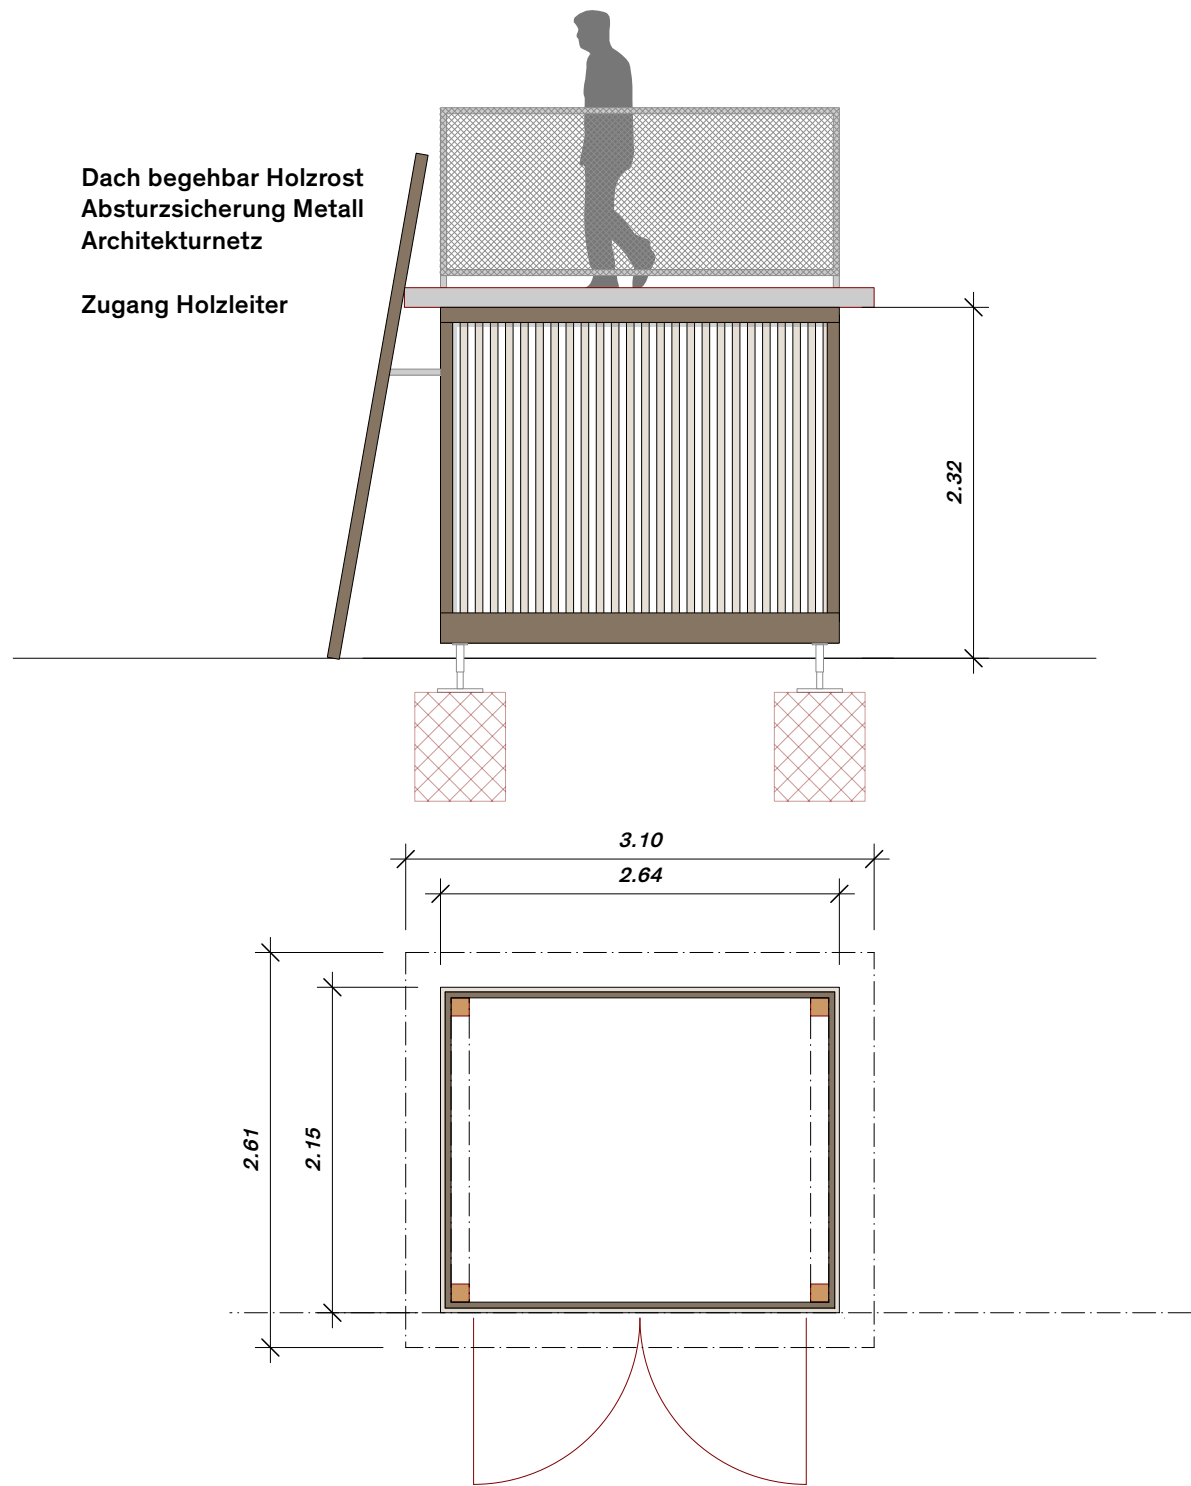 Dach begehbar Holzrost
Absturzsicherung Metall
Architekturnetz
Zugang Holzleiter
2.32
3.10
2.64
2.61
2.15